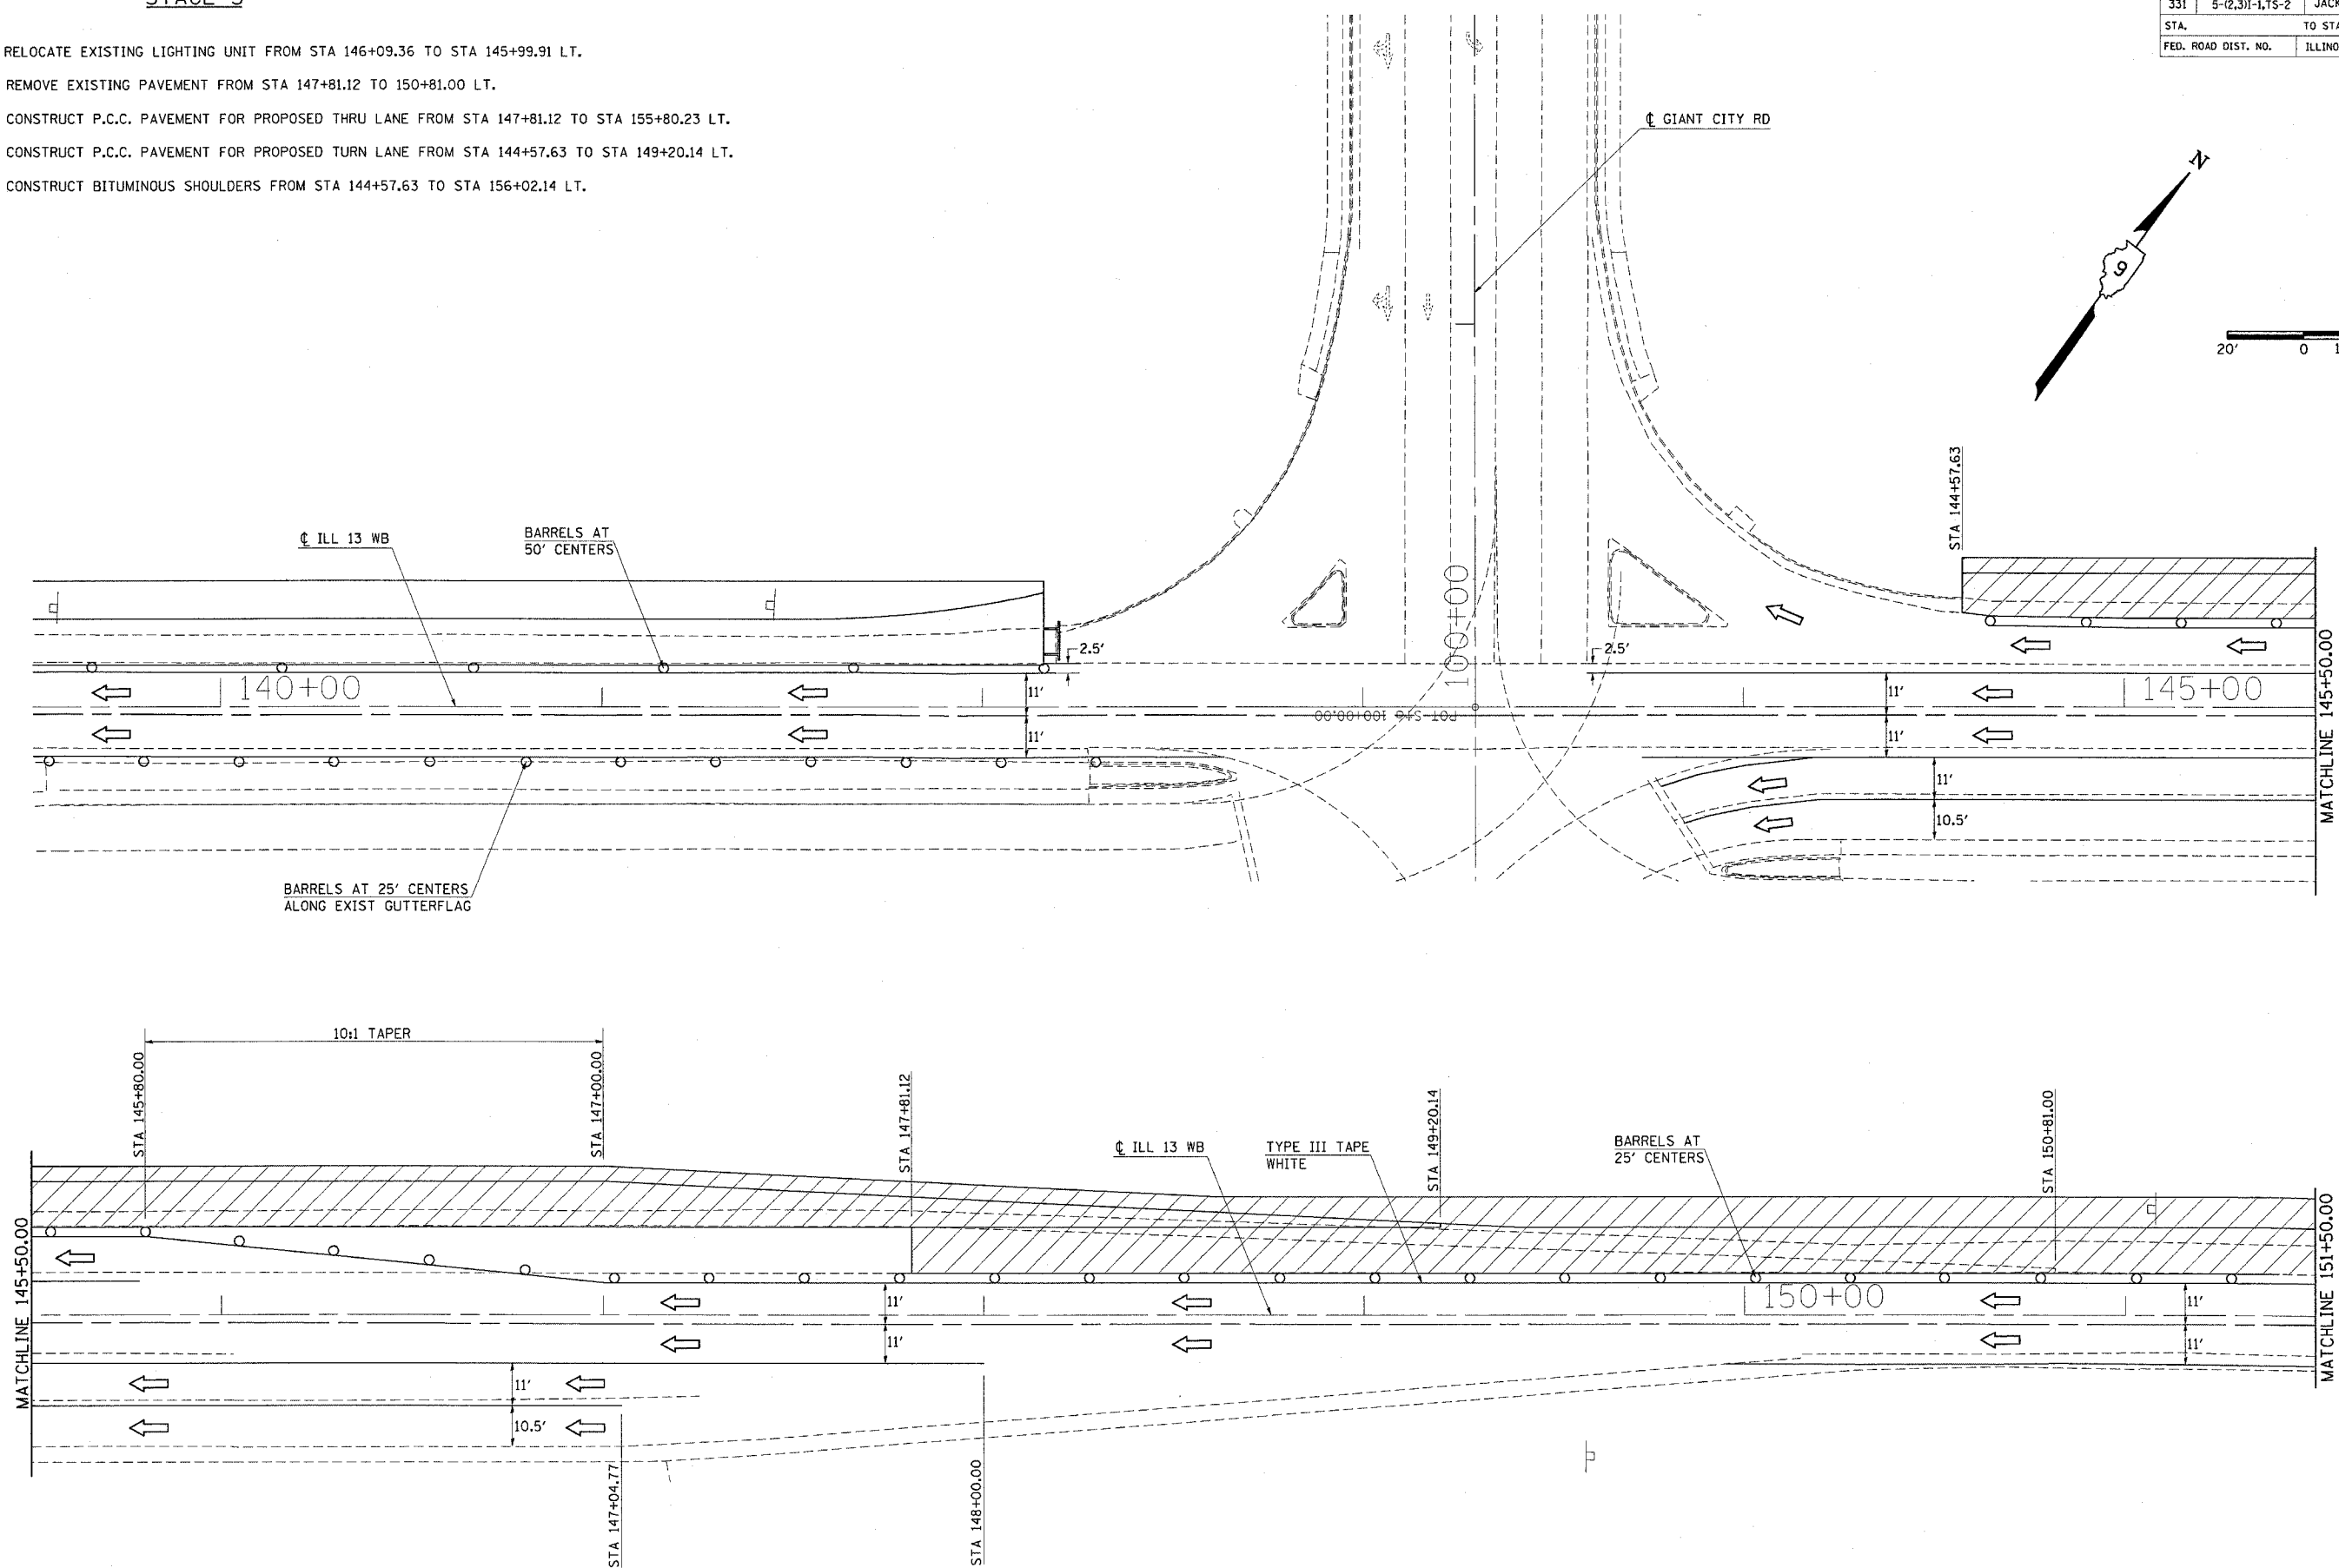 331 5-(2,3)I-1,TS-2
STA. TO STA
FED. ROAD DIST. NO.
RELOCATE EXISTING LIGHTING UNIT FROM STA 146+09.36 TO STA 145+99.91 LT.
REMOVE EXISTING PAVEMENT FROM STA 147+81.12 TO 150+81.00 LT.
CONSTRUCT P.C.C. PAVEMENT FOR PROPOSED THRU LANE FROM STA 147+81.12 TO STA 155+80.23 LT.
CONSTRUCT P.C.C. PAVEMENT FOR PROPOSED TURN LANE FROM STA 144+57.63 TO STA 149+20.14 LT.
CONSTRUCT BITUMINOUS SHOULDERS FROM STA 144+57.63 TO STA 156+02.14 LT.
℄ GIANT CITY RD
N
9
20' 0
STA 144+57.63
℄ ILL 13 WB
BARRELS AT
50' CENTERS
2.5'
2.5'
100+00
140+00
11'
11'
145+00
POT Sta 100+00.00
11'
11'
11'
10.5'
MATCHLINE 145+50.00
BARRELS AT 25' CENTERS
ALONG EXIST GUTTERFLAG
10:1 TAPER
STA 145+80.00
STA 147+00.00
STA 147+81.12
STA 149+20.14
STA 150+81.00
℄ ILL 13 WB
TYPE III TAPE
WHITE
BARRELS AT
25' CENTERS
MATCHLINE 145+50.00
11'
150+00
11'
11'
11'
11'
10.5'
MATCHLINE 151+50.00
STA 147+04.77
STA 148+00.00